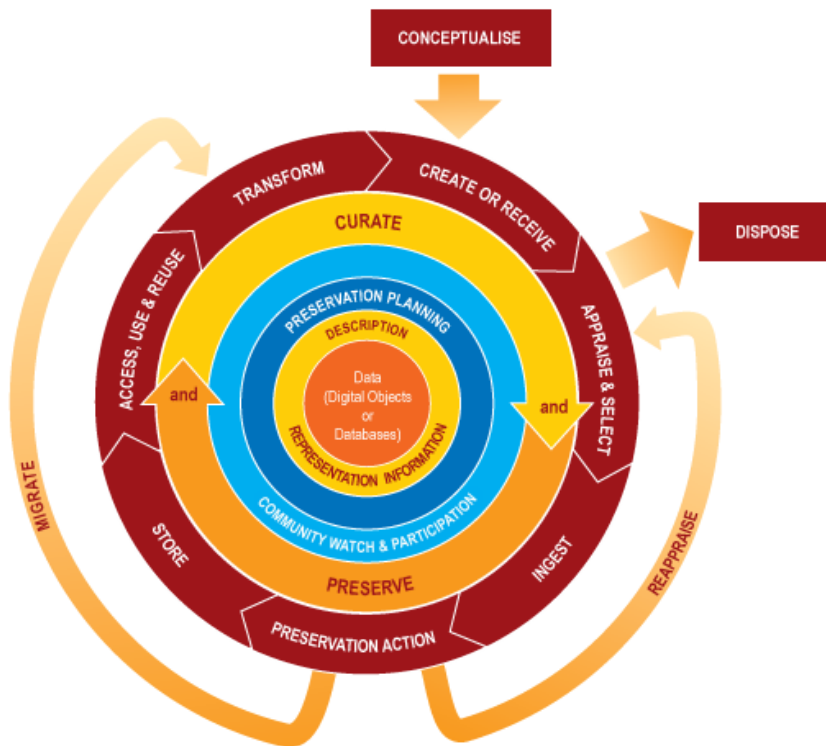 CONCEPTUALISE
CREATE OR RECEIVE
DISPOSE
APPRAISE & SELECT
INGEST
PRESERVATION ACTION
STORE
ACCESS, USE & REUSE
TRANSFORM
MIGRATE
REAPPRAISE
CURATE
and
PRESERVE
and
PRESERVATION PLANNING
COMMUNITY WATCH & PARTICIPATION
DESCRIPTION
REPRESENTATION INFORMATION
Data
(Digital Objects
or
Databases)